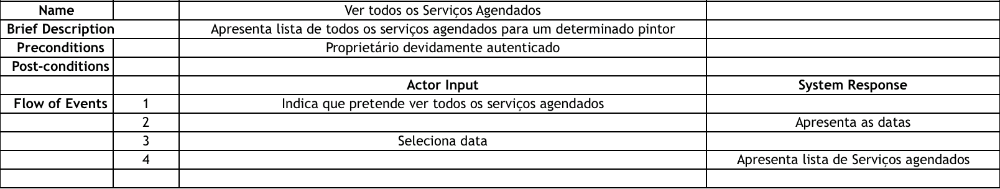 Name Ver todos os Serviços Agendados
Brief Description Apresenta lista de todos os serviços agendados para um determinado pintor
Preconditions Proprietário devidamente autenticado
Post-conditions
Actor Input System Response
Flow of Events 1 Indica que pretende ver todos os serviços agendados
2 Apresenta as datas
3 Seleciona data
4 Apresenta lista de Serviços agendados